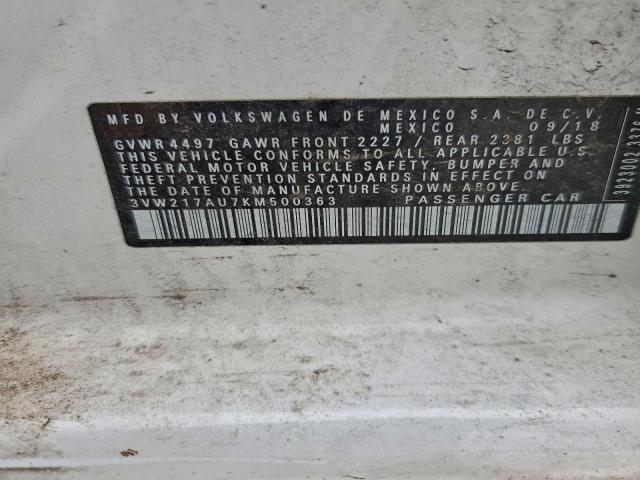 MFD BY VOLKSWAGEN DE MEXICO S.A. DE C.V.
MEXICO 09/18
GVWR 4497 GAWR FRONT 2227 / REAR 2381 LBS
THIS VEHICLE CONFORMS TO ALL APPLICABLE U.S.
FEDERAL MOTOR VEHICLE SAFETY, BUMPER AND
THEFT PREVENTION STANDARDS IN EFFECT ON
THE DATE OF MANUFACTURE SHOWN ABOVE.
3VW217AU7KM500363 PASSENGER CAR